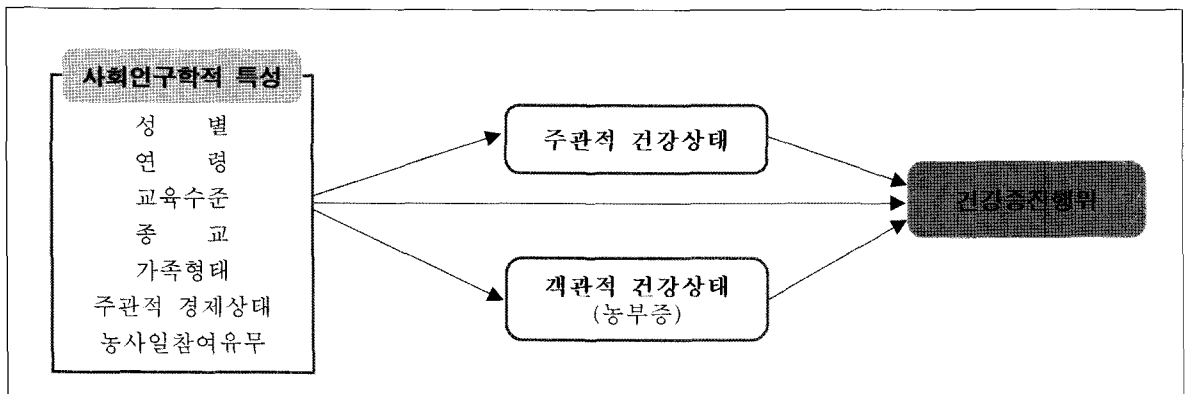 사회인구학적 특성
성 별
연 령
교육수준
종 교
가족형태
주관적 경제상태
농사일참여유무
주관적 건강상태
객관적 건강상태
(농부증)
건강증진행위